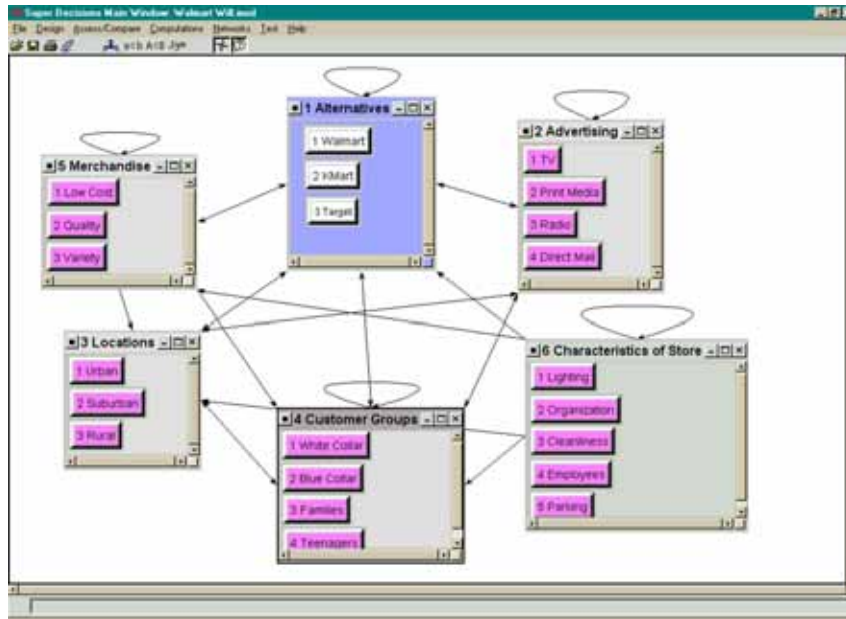 Super Decisions Main Window: Walmart Will.mod
File Design Assess/Compare Computations Networks Test Help
1 Alternatives
1 Walmart
2 KMart
3 Target
2 Advertising
1 TV
2 Print Media
3 Radio
4 Direct Mail
5 Merchandise
1 Low Cost
2 Quality
3 Variety
3 Locations
1 Urban
2 Suburban
3 Rural
4 Customer Groups
1 White Collar
2 Blue Collar
3 Families
4 Teenagers
6 Characteristics of Store
1 Lighting
2 Organization
3 Cleanliness
4 Employees
5 Parking